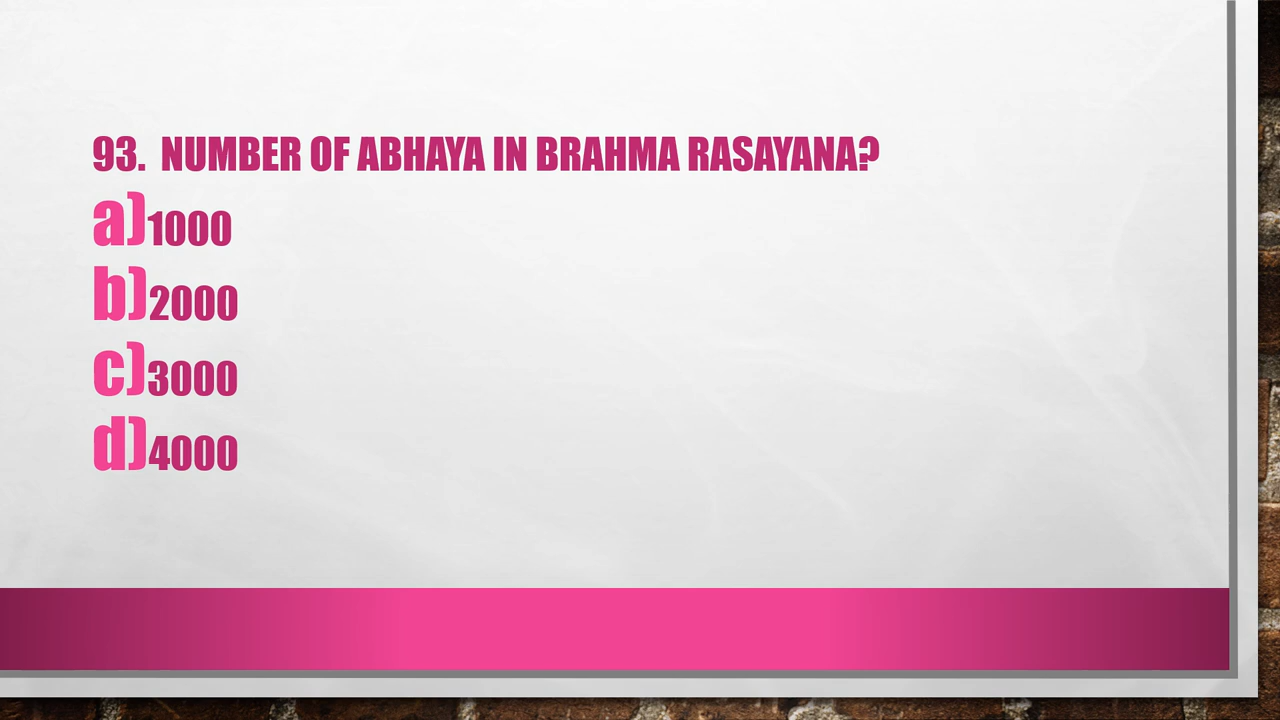 93. NUMBER OF ABHAYA IN BRAHMA RASAYANA?
a)1000
b)2000
c)3000
d)4000